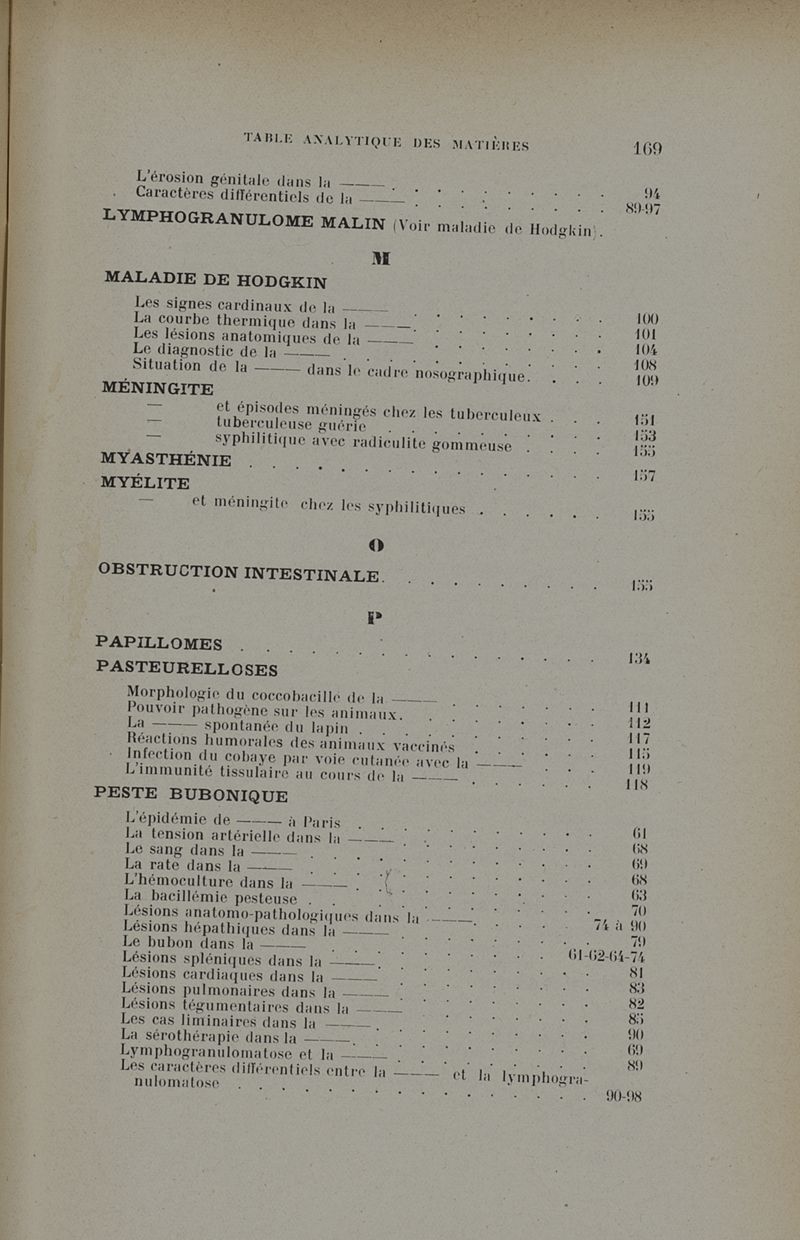 TABLE ANALYTIQUE DES MATIÈRES 169
L'érosion génitale dans la —— . . . . . . . . . 94
Caractères différentiels de la —— . . . . . . . . . 89-97
LYMPHOGRANULOME MALIN (Voir maladie de Hodgkin).
M
MALADIE DE HODGKIN
Les signes cardinaux de la —— . . . . . . . . . 100
La courbe thermique dans la —— . . . . . . . . . 101
Les lésions anatomiques de la —— . . . . . . . . 104
Le diagnostic de la —— . . . . . . . . . 108
Situation de la —— dans le cadre nosographique. . . . 109
MÉNINGITE
— et épisodes méningés chez les tuberculeux . . . 151
— tuberculeuse guérie . . . . . . . . . 153
— syphilitique avec radiculite gommeuse . . . . 155
MYASTHÉNIE . . . . . . . . . . . . 157
MYÉLITE
— et méningite chez les syphilitiques . . . . . . 155
O
OBSTRUCTION INTESTINALE. . . . . . . . . . 155
P
PAPILLOMES . . . . . . . . . . . . 134
PASTEURELLOSES
Morphologie du coccobacille de la —— . . . . . . . 111
Pouvoir pathogène sur les animaux. . . . . . . . . 112
La —— spontanée du lapin . . . . . . . . . 117
Réactions humorales des animaux vaccinés . . . . . . 115
Infection du cobaye par voie cutanée avec la —— . . . . 119
L'immunité tissulaire au cours de la —— . . . . . . 118
PESTE BUBONIQUE
L'épidémie de —— à Paris . . . . . . . . . 61
La tension artérielle dans la —— . . . . . . . . . 68
Le sang dans la —— . . . . . . . . . 69
La rate dans la —— . . . . . . . . . 68
L'hémoculture dans la —— . . . . . . . . . 63
La bacillémie pesteuse . . . . . . . . . 70
Lésions anatomo-pathologiques dans la —— . . . . . 74 à 90
Lésions hépathiques dans la —— . . . . . . . . 79
Le bubon dans la —— . . . . . . . . 61-62-64-74
Lésions spléniques dans la —— . . . . . . . . . 81
Lésions cardiaques dans la —— . . . . . . . . . 83
Lésions pulmonaires dans la —— . . . . . . . . . 82
Lésions tégumentaires dans la —— . . . . . . . . . 85
Les cas liminaires dans la —— . . . . . . . . . 90
La sérothérapie dans la —— . . . . . . . . . 69
Lymphogranulomatose et la —— . . . . . . . . . 89
Les caractères différentiels entre la —— et la lymphogra-
nulomatose . . . . . . . . . . . . 90-98